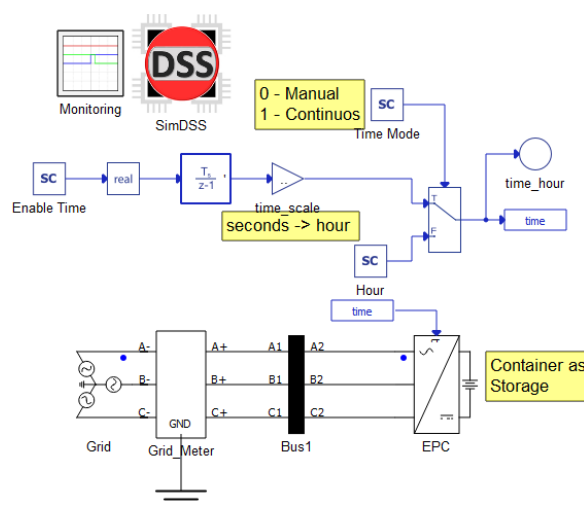 DSS
Monitoring
SimDSS
0 - Manual
1 - Continuos
SC
Time Mode
SC
Enable Time
real
Ts
z-1
..
time_scale
seconds -> hour
T
F
time_hour
time
SC
Hour
time
A- A+ A1 A2
B- B+ B1 B2
C- C+ C1 C2
GND
Grid
Grid_Meter
Bus1
EPC
Container as
Storage